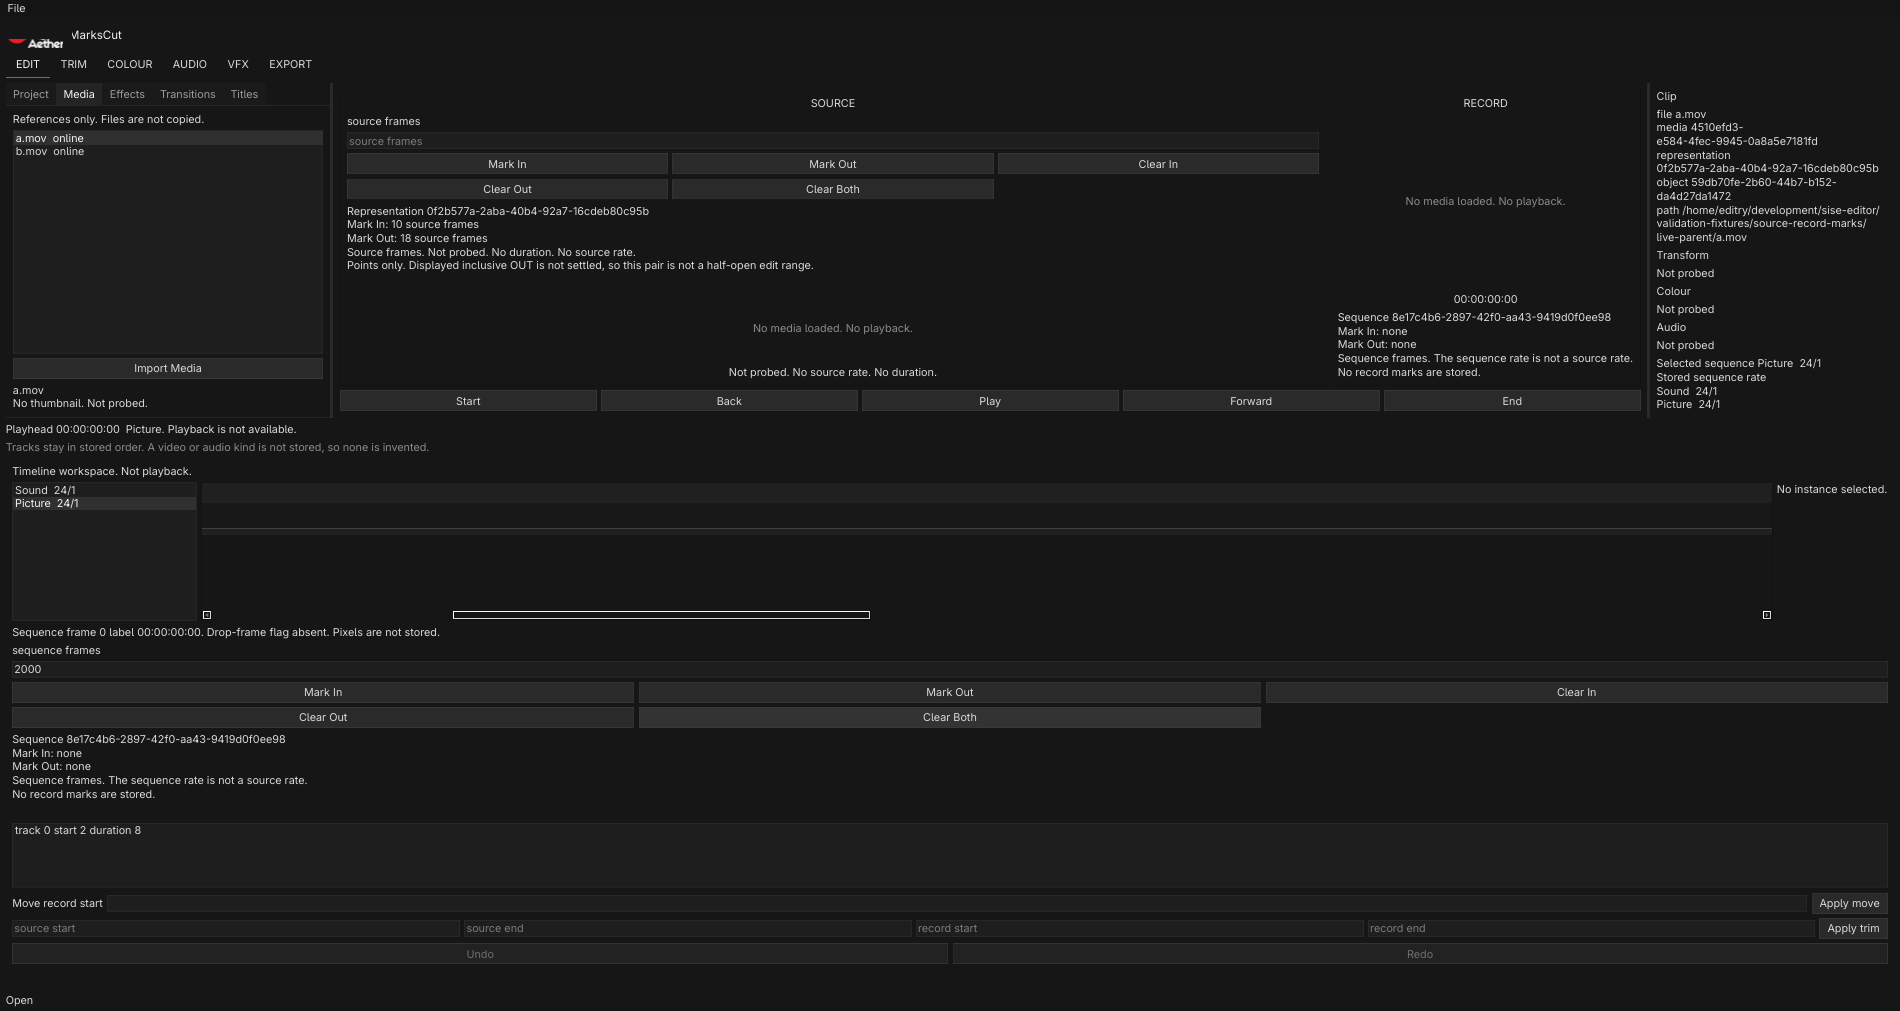 File
Aether
MarksCut
EDIT TRIM COLOUR AUDIO VFX EXPORT
Project Media Effects Transitions Titles
References only. Files are not copied.
a.mov online
b.mov online
Import Media
a.mov
No thumbnail. Not probed.
SOURCE
source frames
source frames
Mark In Mark Out Clear In
Clear Out Clear Both
Representation 0f2b577a-2aba-40b4-92a7-16cdeb80c95b
Mark In: 10 source frames
Mark Out: 18 source frames
Source frames. Not probed. No duration. No source rate.
Points only. Displayed inclusive OUT is not settled, so this pair is not a half-open edit range.
No media loaded. No playback.
Not probed. No source rate. No duration.
RECORD
No media loaded. No playback.
00:00:00:00
Sequence 8e17c4b6-2897-42f0-aa43-9419d0f0ee98
Mark In: none
Mark Out: none
Sequence frames. The sequence rate is not a source rate.
No record marks are stored.
Start Back Play Forward End
Clip
file a.mov
media 4510efd3-
e584-4fec-9945-0a8a5e7181fd
representation
0f2b577a-2aba-40b4-92a7-16cdeb80c95b
object 59db70fe-2b60-44b7-b152-
da4d27da1472
path /home/editry/development/sise-editor/
validation-fixtures/source-record-marks/
live-parent/a.mov
Transform
Not probed
Colour
Not probed
Audio
Not probed
Selected sequence Picture 24/1
Stored sequence rate
Sound 24/1
Picture 24/1
Playhead 00:00:00:00 Picture. Playback is not available.
Tracks stay in stored order. A video or audio kind is not stored, so none is invented.
Timeline workspace. Not playback.
Sound 24/1
Picture 24/1
No instance selected.
Sequence frame 0 label 00:00:00:00. Drop-frame flag absent. Pixels are not stored.
sequence frames
2000
Mark In Mark Out Clear In
Clear Out Clear Both
Sequence 8e17c4b6-2897-42f0-aa43-9419d0f0ee98
Mark In: none
Mark Out: none
Sequence frames. The sequence rate is not a source rate.
No record marks are stored.
track 0 start 2 duration 8
Move record start Apply move
source start source end record start record end Apply trim
Undo Redo
Open